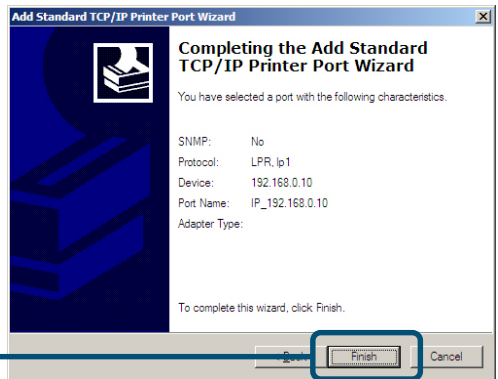 Add Standard TCP/IP Printer Port Wizard
Completing the Add Standard
TCP/IP Printer Port Wizard
You have selected a port with the following characteristics.
SNMP: No
Protocol: LPR, lp1
Device: 192.168.0.10
Port Name: IP_192.168.0.10
Adapter Type:
To complete this wizard, click Finish.
Finish Cancel